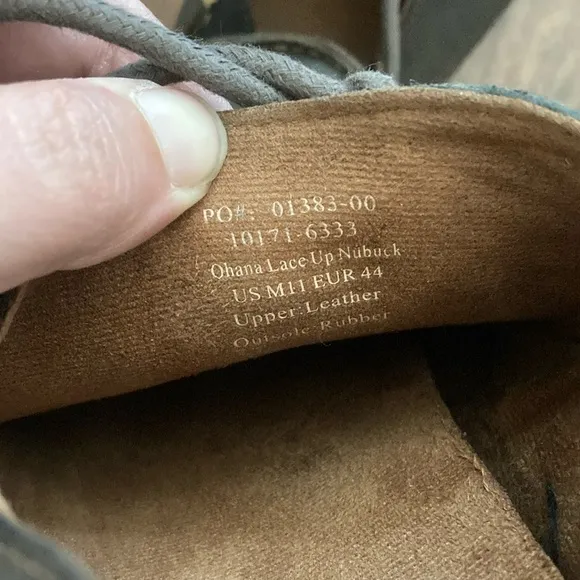 PO#: 01383-00
10171-6333
Ohana Lace Up Nubuck
US M11 EUR 44
Upper: Leather
Outsole Rubber